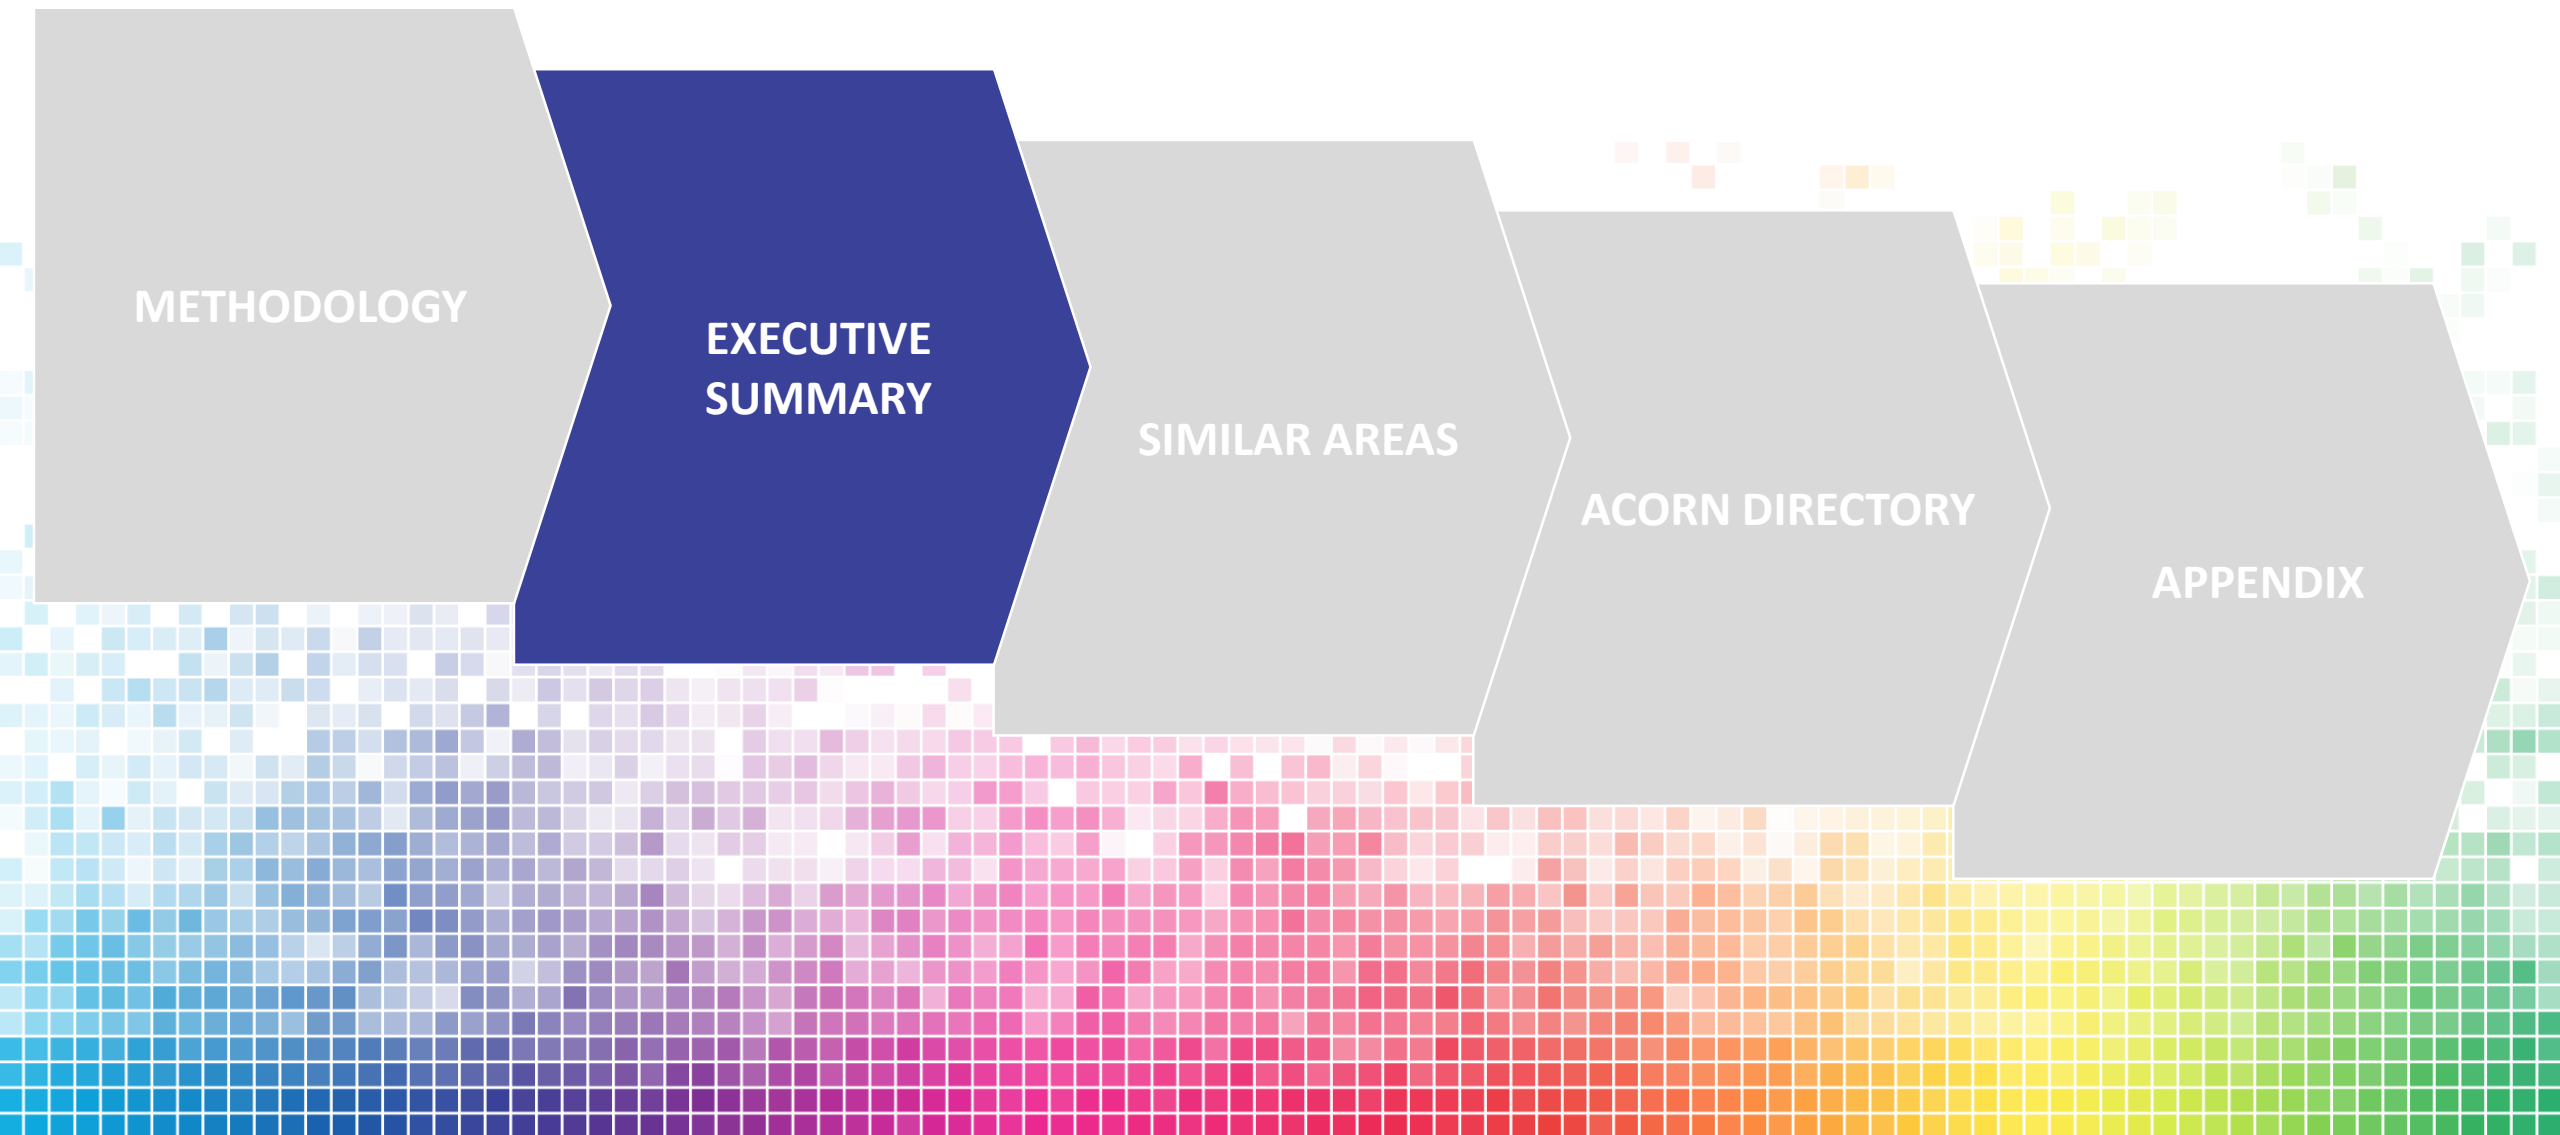 METHODOLOGY
EXECUTIVE
SUMMARY
SIMILAR AREAS
ACORN DIRECTORY
APPENDIX